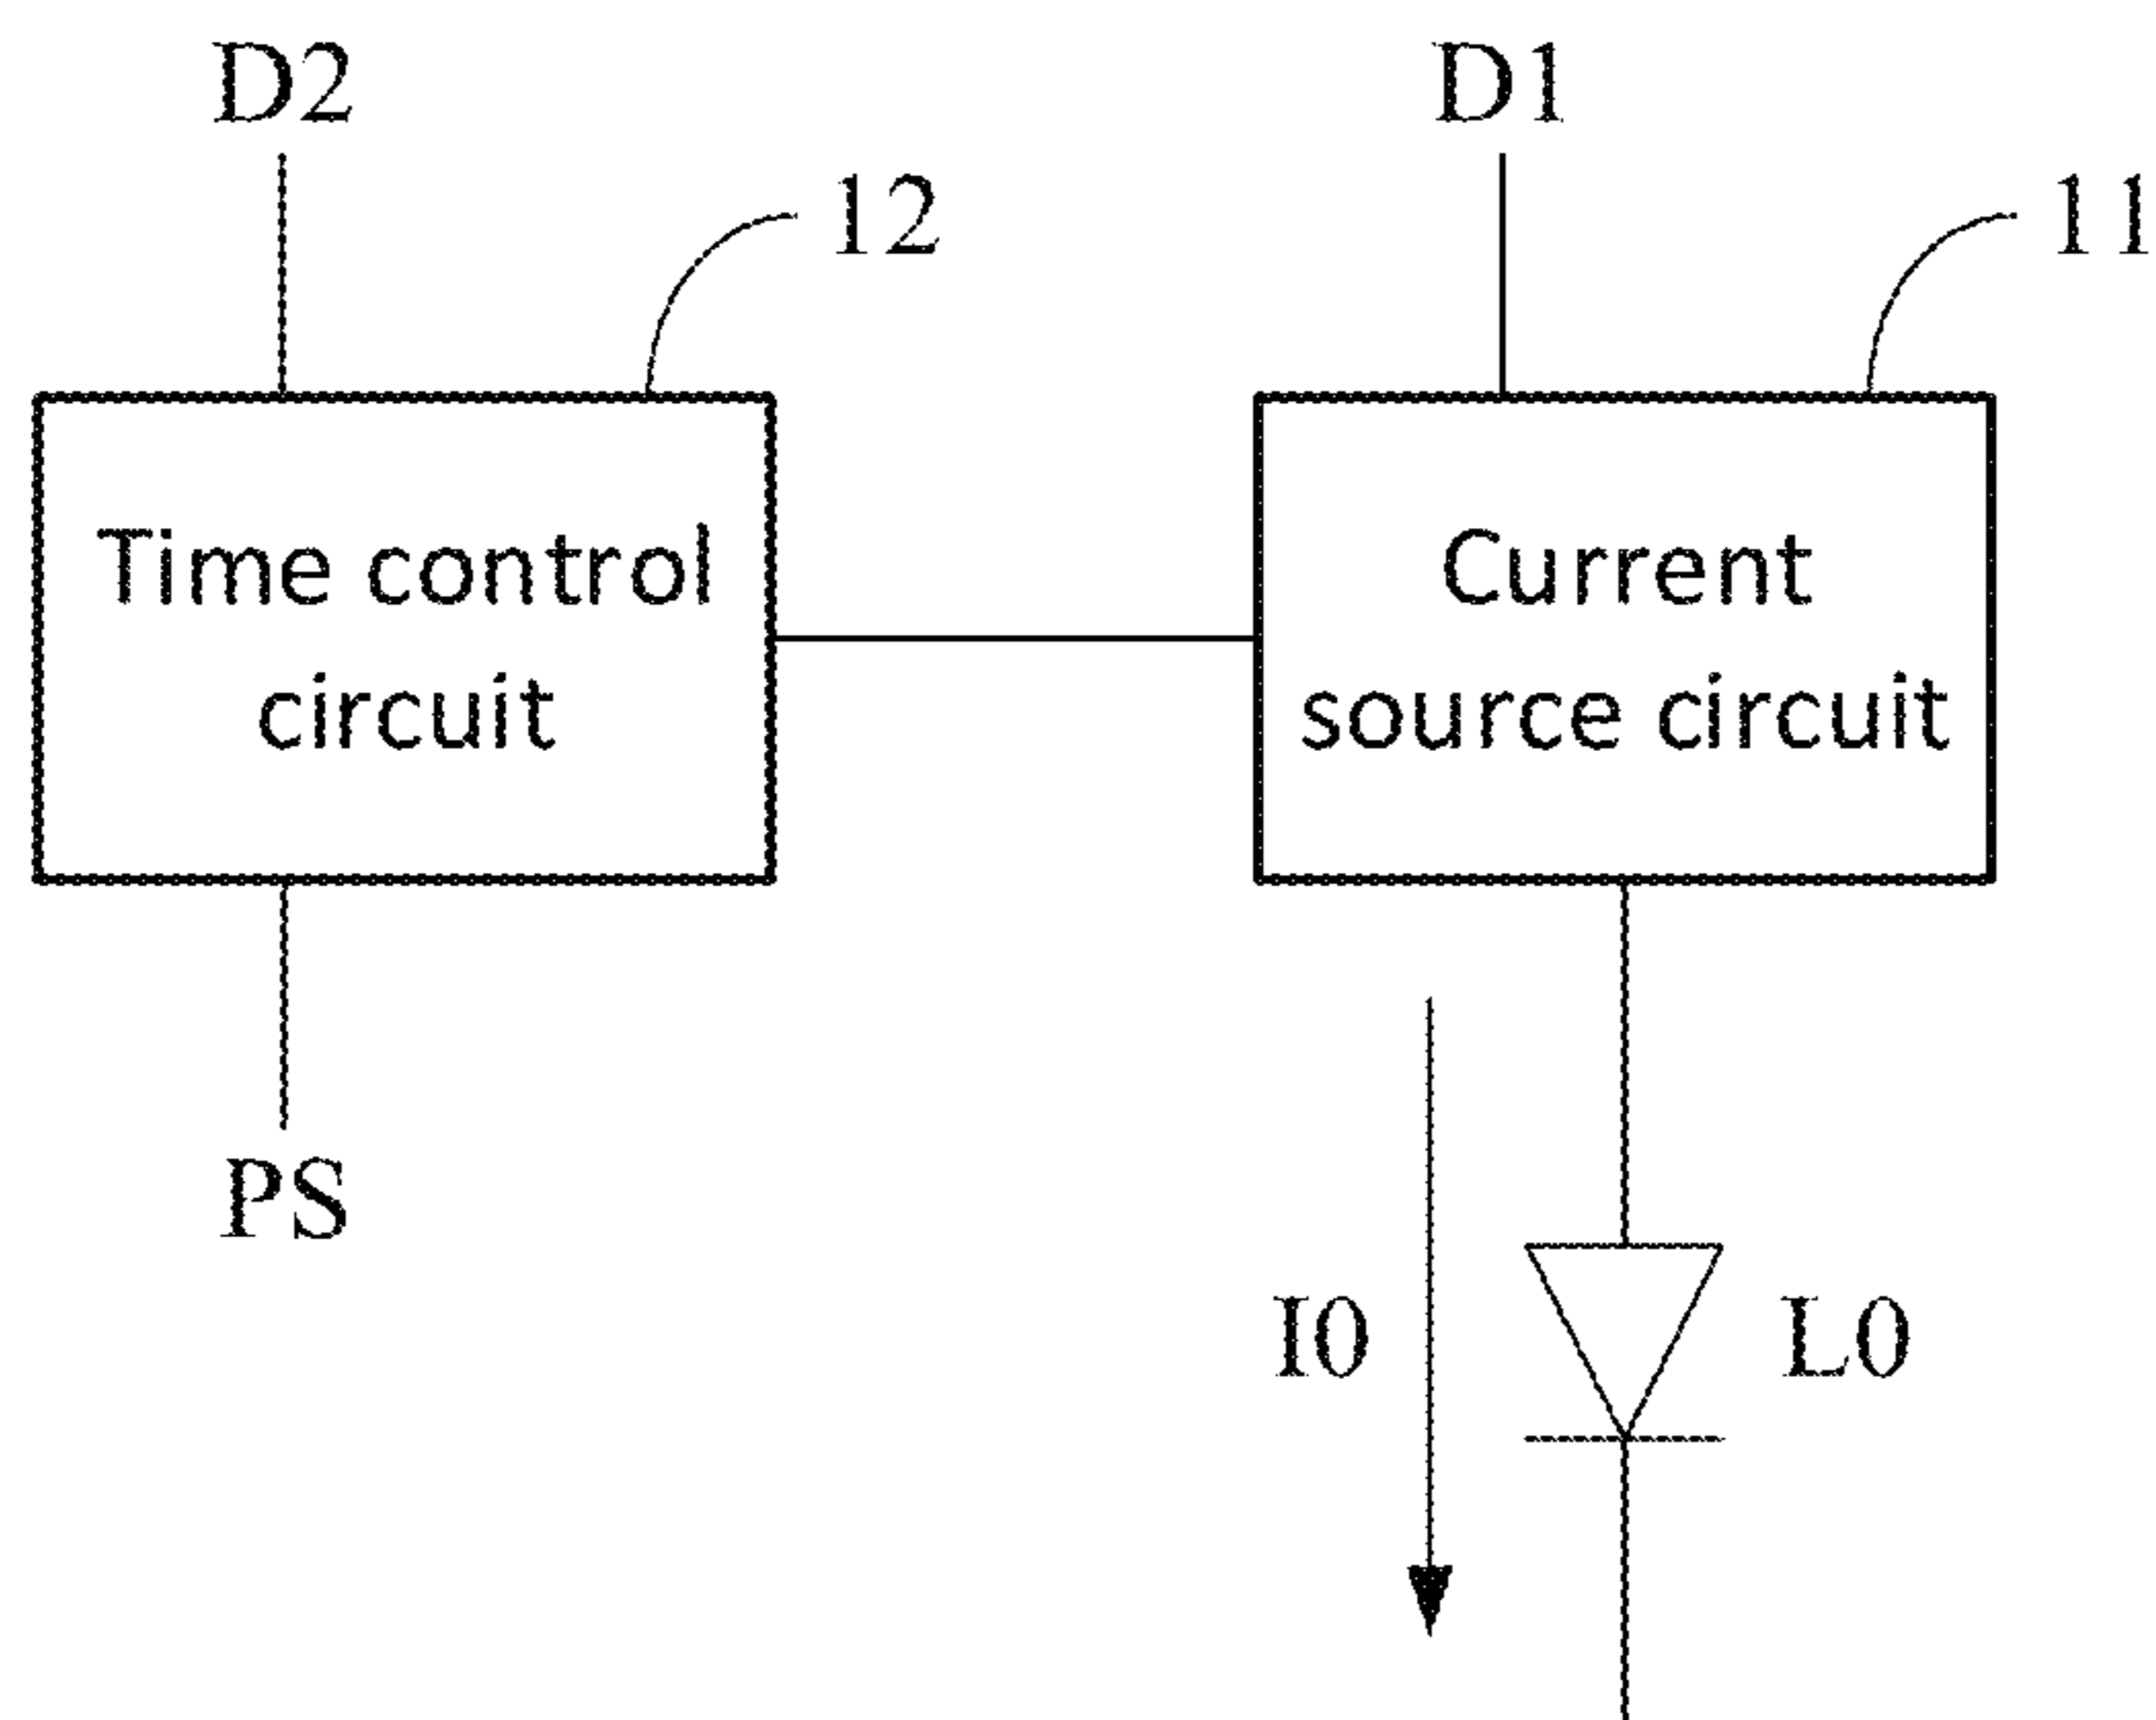 D2
D1
12
11
Time control
circuit
Current
source circuit
PS
I0
L0